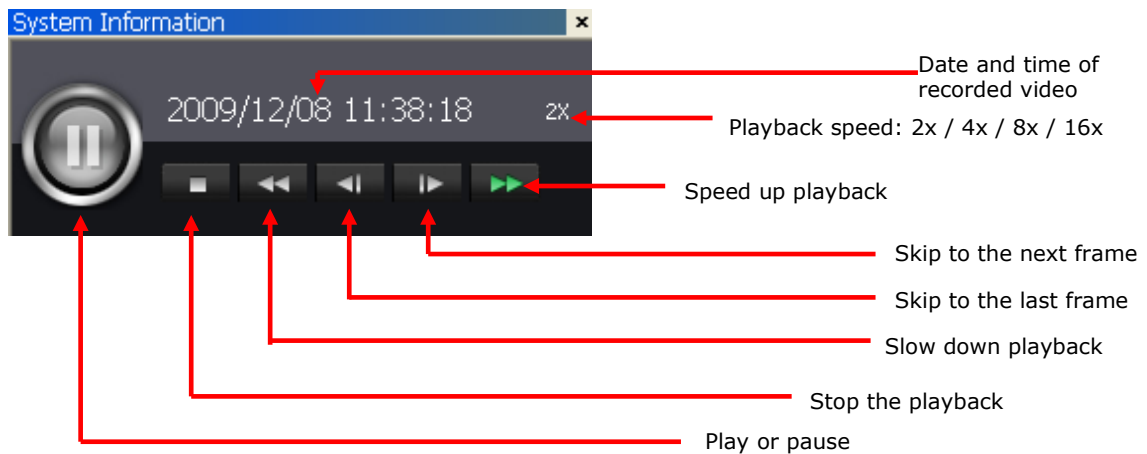 System Information
Date and time of
recorded video
2009/12/08 11:38:18 2X
Playback speed: 2x / 4x / 8x / 16x
Speed up playback
Skip to the next frame
Skip to the last frame
Slow down playback
Stop the playback
Play or pause